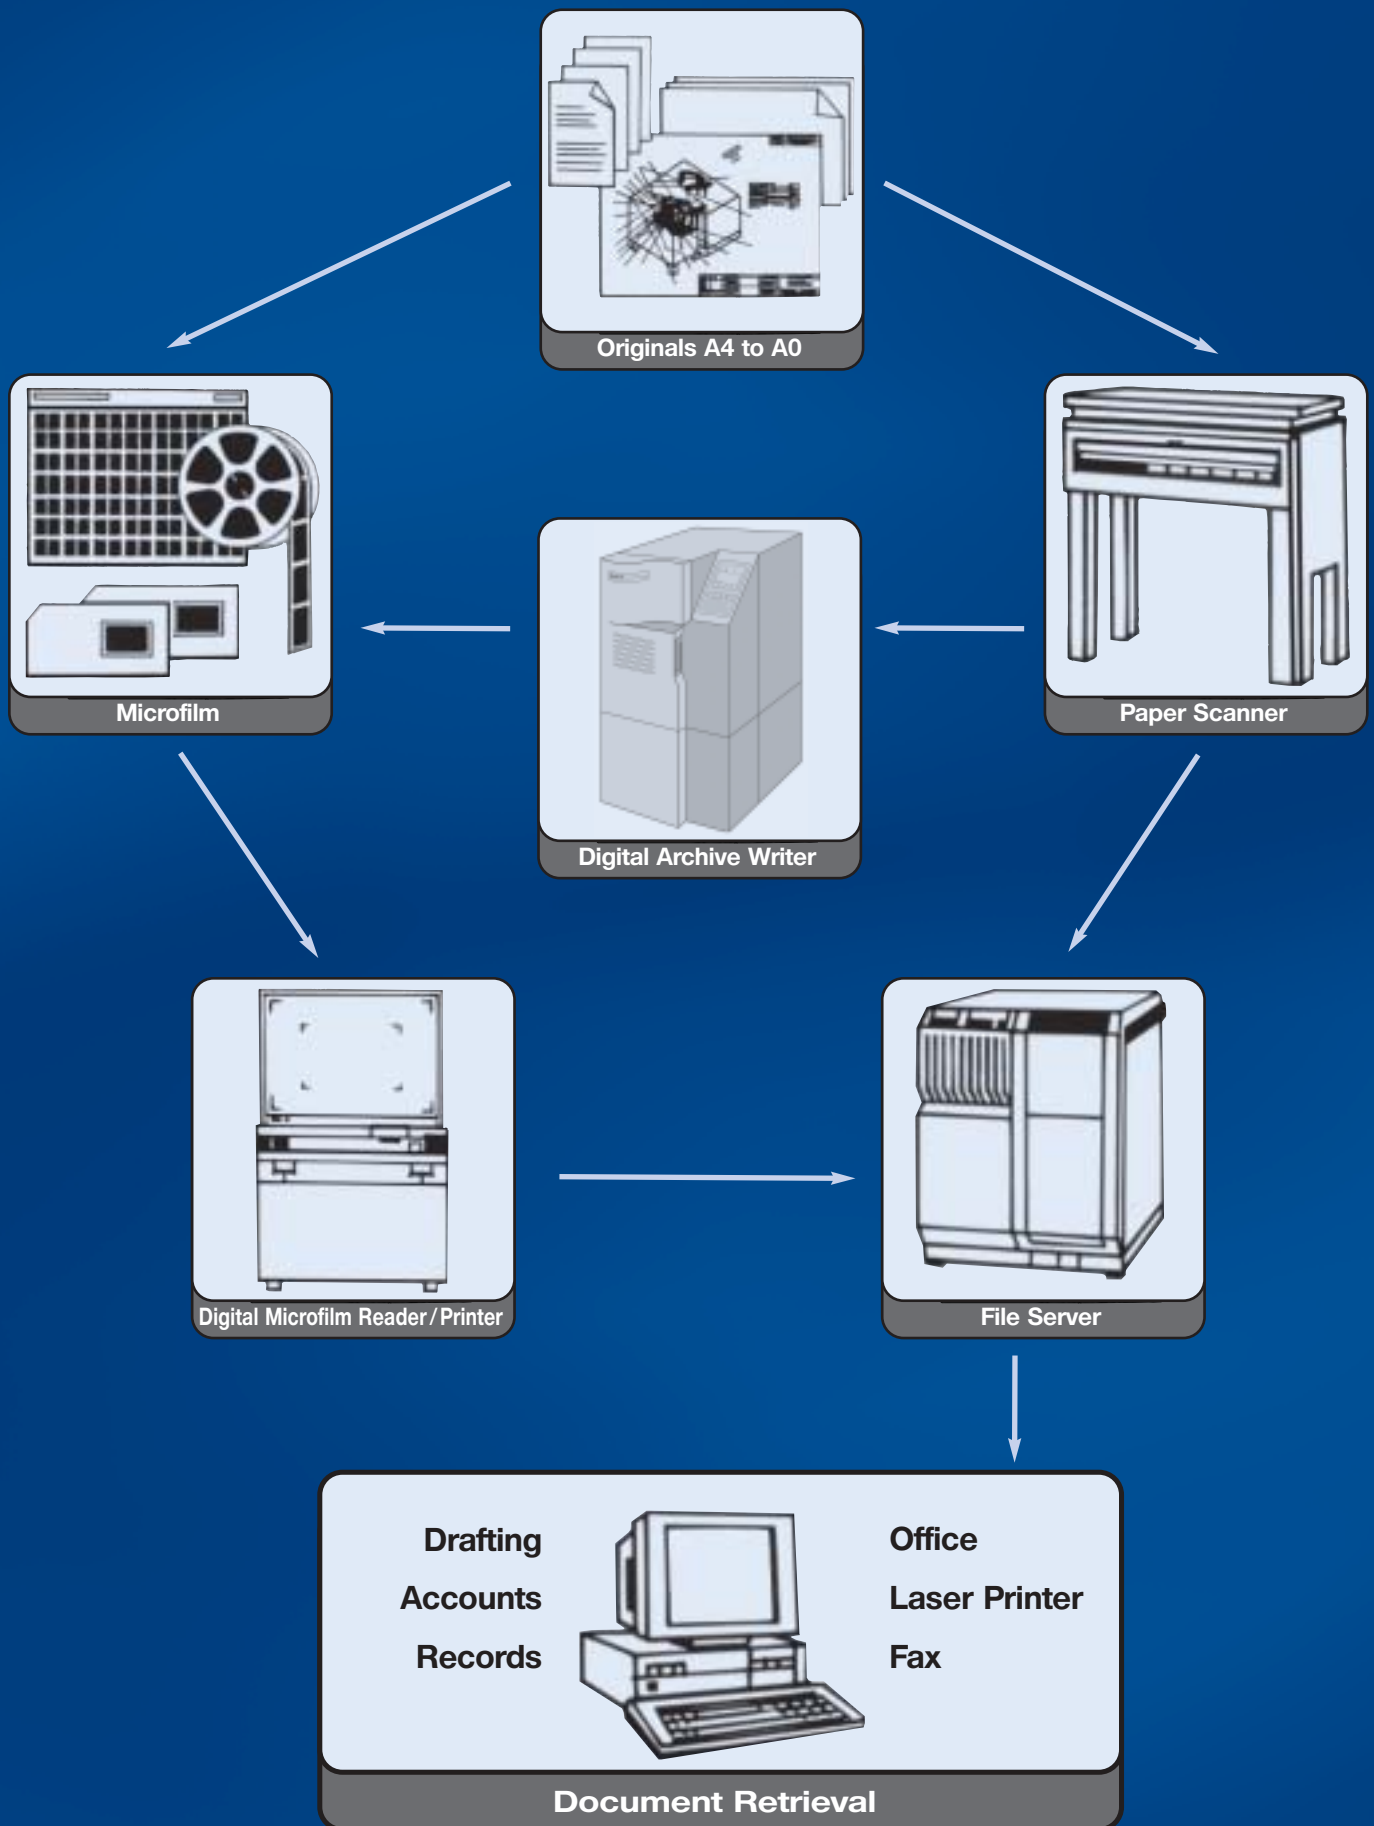 Originals A4 to A0
Microfilm
Paper Scanner
Digital Archive Writer
Digital Microfilm Reader/Printer
File Server
Drafting
Accounts
Records
Office
Laser Printer
Fax
Document Retrieval